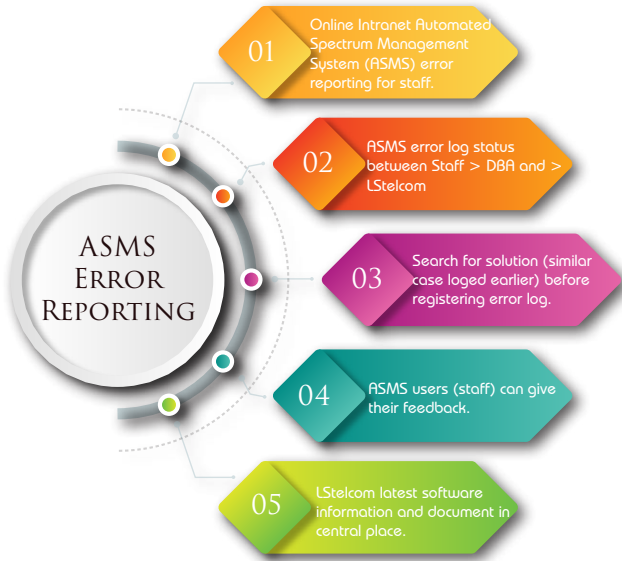 ASMS
ERROR
REPORTING
01
Online Intranet Automated
Spectrum Management
System (ASMS) error
reporting for staff.
02
ASMS error log status
between Staff > DBA and >
LStelcom
03
Search for solution (similar
case loged earlier) before
registering error log.
04
ASMS users (staff) can give
their feedback.
05
LStelcom latest software
information and document in
central place.